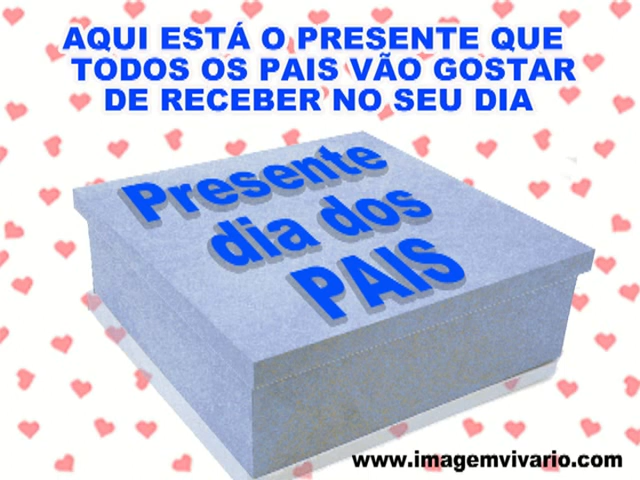 AQUI ESTÁ O PRESENTE QUE
TODOS OS PAIS VÃO GOSTAR
DE RECEBER NO SEU DIA
Presente
dia dos
PAIS
www.imagemvivario.com